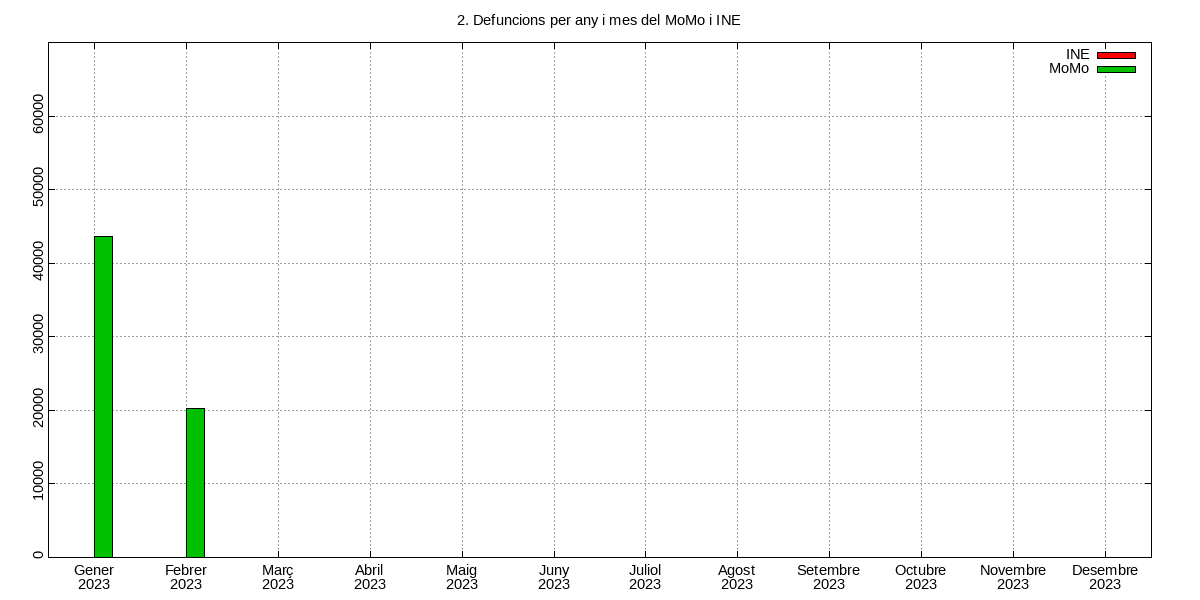 2. Defuncions per any i mes del MoMo i INE
INE
MoMo
60000
50000
40000
30000
20000
10000
0
Gener Febrer Març Abril Maig Juny Juliol Agost Setembre Octubre Novembre Desembre
2023 2023 2023 2023 2023 2023 2023 2023 2023 2023 2023 2023